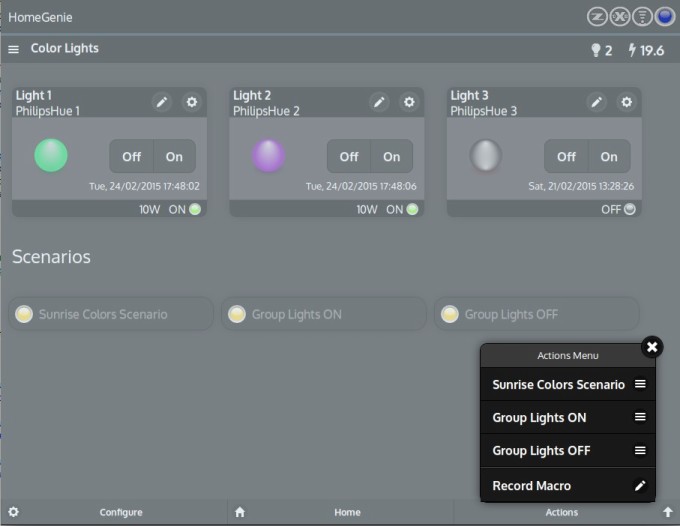 HomeGenie
Color Lights
2 19.6
Light 1
PhilipsHue 1
Off On
Tue, 24/02/2015 17:48:02
10W ON
Light 2
PhilipsHue 2
Off On
Tue, 24/02/2015 17:48:06
10W ON
Light 3
PhilipsHue 3
Off On
Sat, 21/02/2015 13:28:26
OFF
Scenarios
Sunrise Colors Scenario
Group Lights ON
Group Lights OFF
Actions Menu
Sunrise Colors Scenario
Group Lights ON
Group Lights OFF
Record Macro
Configure
Home
Actions